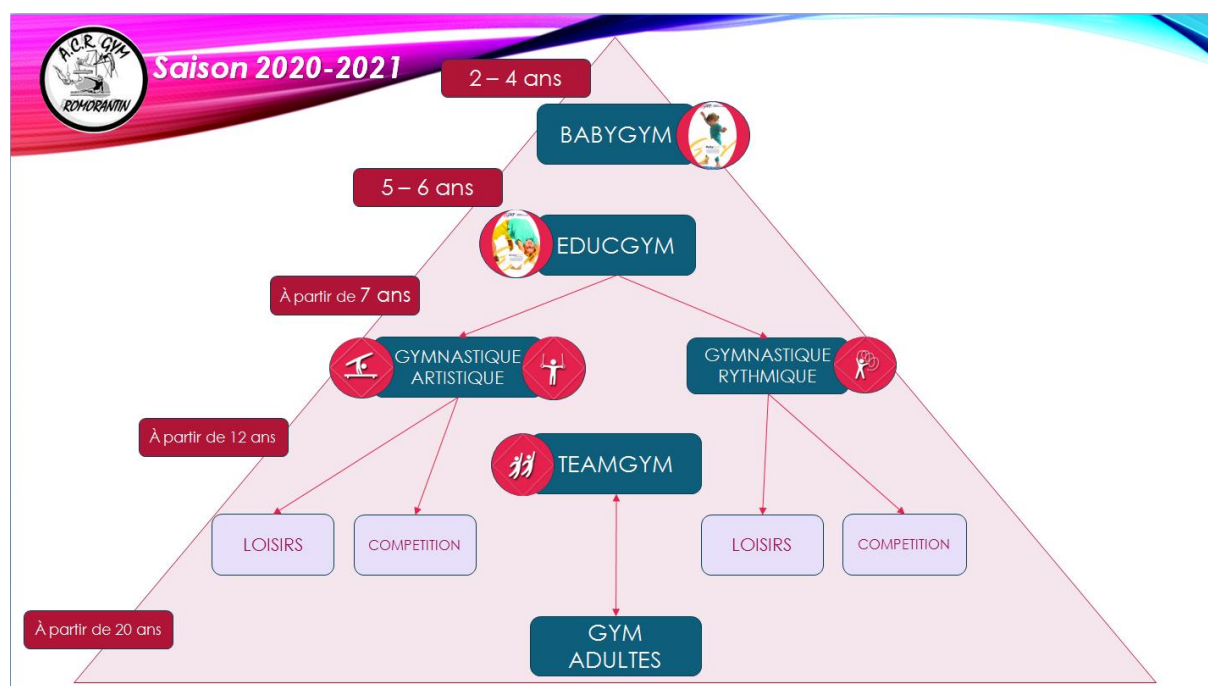 A.C.R. GYM
ROMORANTIN
Saison 2020-2021
2 – 4 ans
BABYGYM
5 – 6 ans
EDUCGYM
À partir de 7 ans
GYMNASTIQUE
ARTISTIQUE
GYMNASTIQUE
RYTHMIQUE
À partir de 12 ans
TEAMGYM
LOISIRS
COMPETITION
LOISIRS
COMPETITION
À partir de 20 ans
GYM
ADULTES